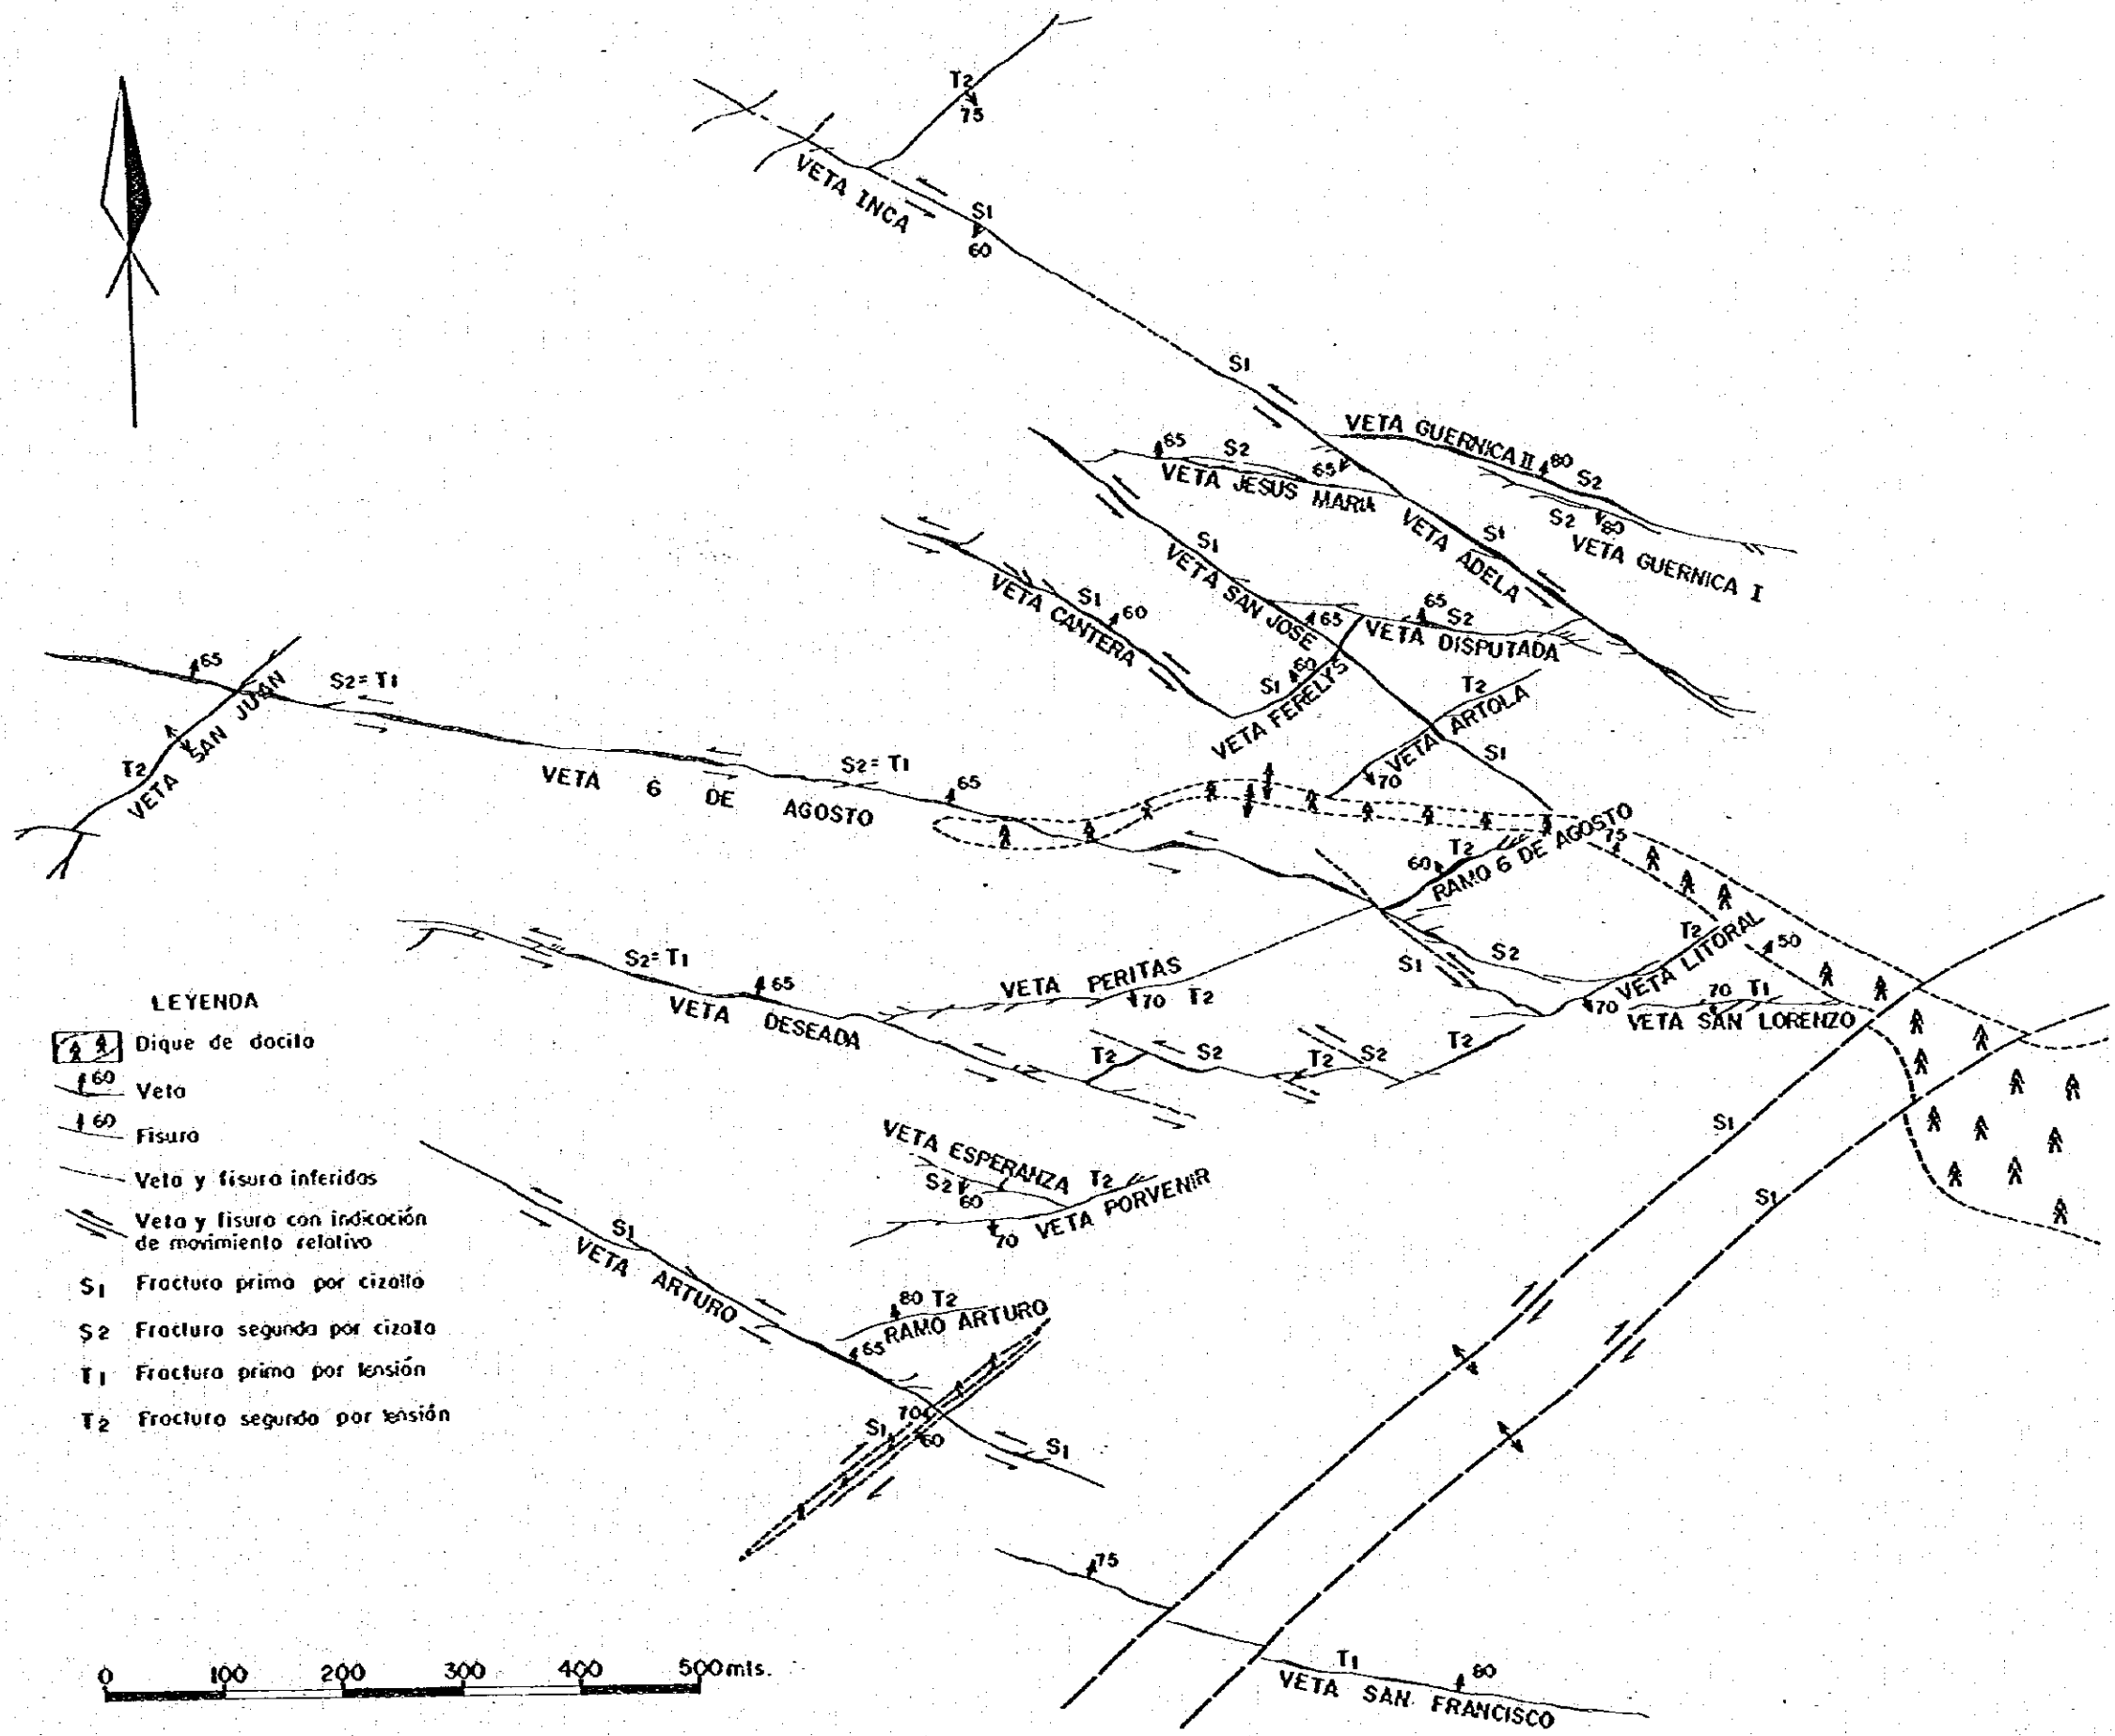 T2
75
VETA INCA
S1
60
S1
VETA GUERNICA II
80
S2
65
S2
65
VETA JESUS MARIA
S2
80
VETA GUERNICA I
S1
VETA ADELA
S1
VETA SAN JOSE
65
S1
60
VETA CANTERA
65
S2
VETA DISPUTADA
S1
60
VETA FERELYS
T2
VETA ARTOLA
70
S1
65
S2=T1
T2
VETA SAN JUAN
VETA 6 DE AGOSTO
S2=T1
65
T2
60
RAMO 6 DE AGOSTO
75
S2
S1
T2
VETA LITORAL
50
70
70 T1
VETA SAN LORENZO
S2=T1
65
VETA DESEADA
VETA PERITAS
70 T2
T2
S2
T2
S2
T2
VETA ESPERANZA
S2
60
T2
VETA PORVENIR
70
S1
S1
S1
VETA ARTURO
80 T2
RAMO ARTURO
65
70
S1
60
S1
75
T1
80
VETA SAN FRANCISCO
LEYENDA
Dique de dacita
60
Veta
60
Fisura
Veta y fisura inferidas
Veta y fisura con indicación
de movimiento relativo
S1 Fractura prima por cizalla
S2 Fractura segunda por cizalla
T1 Fractura prima por tensión
T2 Fractura segunda por tensión
0 100 200 300 400 500mts.